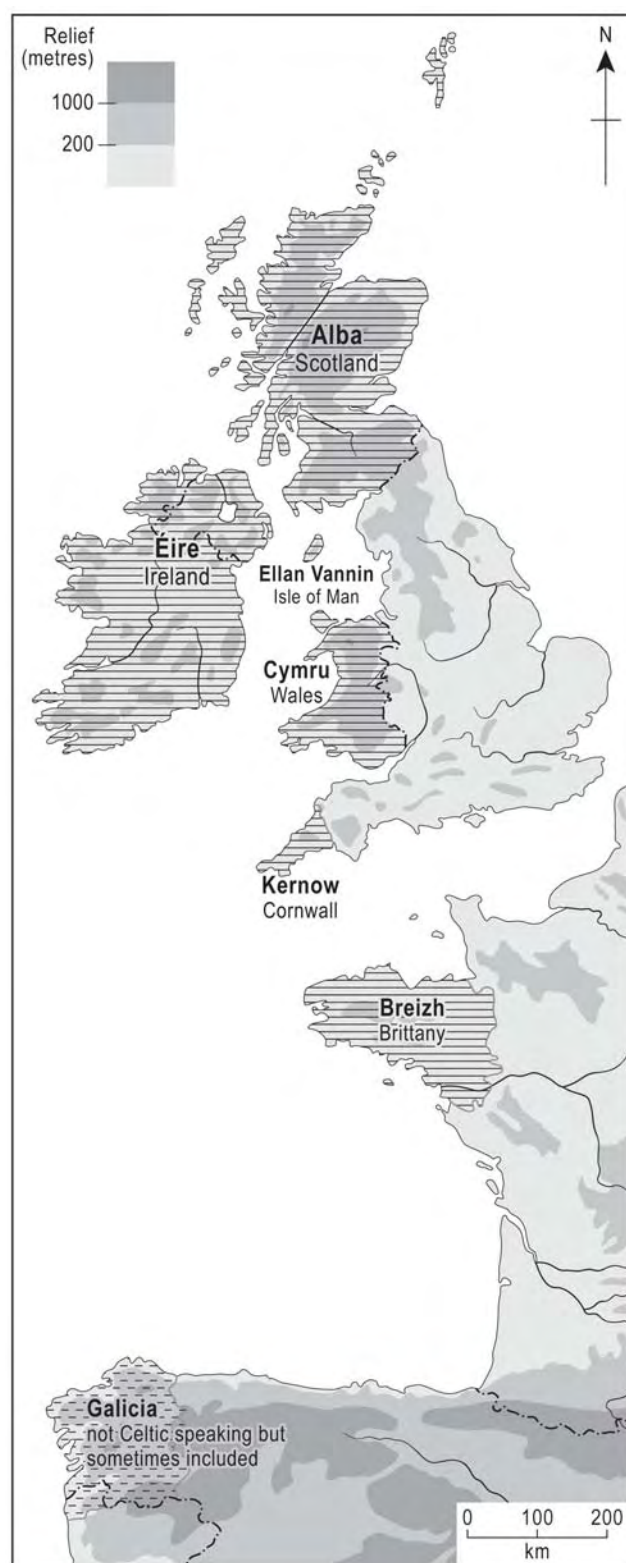 Relief
(metres)
1000
200
N
Alba
Scotland
Éire
Ireland
Ellan Vannin
Isle of Man
Cymru
Wales
Kernow
Cornwall
Breizh
Brittany
Galicia
not Celtic speaking but
sometimes included
0 100 200
km